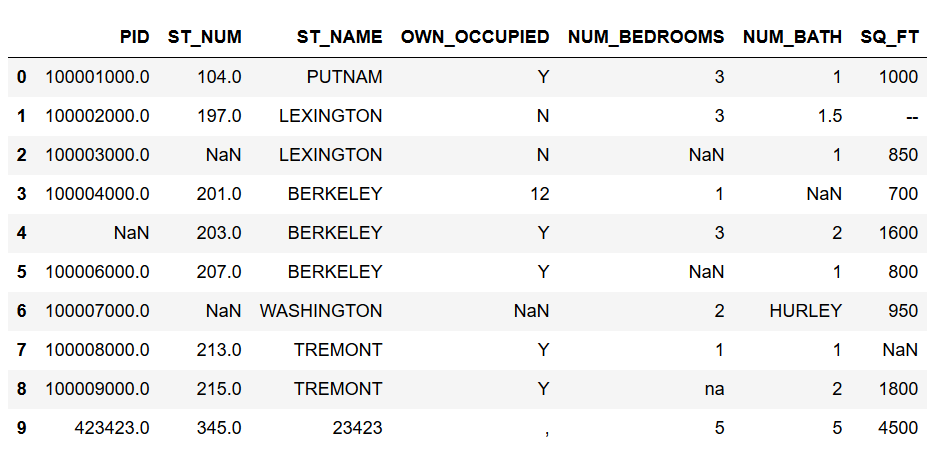 PID ST_NUM ST_NAME OWN_OCCUPIED NUM_BEDROOMS NUM_BATH SQ_FT
0 100001000.0 104.0 PUTNAM Y 3 1 1000
1 100002000.0 197.0 LEXINGTON N 3 1.5 --
2 100003000.0 NaN LEXINGTON N NaN 1 850
3 100004000.0 201.0 BERKELEY 12 1 NaN 700
4 NaN 203.0 BERKELEY Y 3 2 1600
5 100006000.0 207.0 BERKELEY Y NaN 1 800
6 100007000.0 NaN WASHINGTON NaN 2 HURLEY 950
7 100008000.0 213.0 TREMONT Y 1 1 NaN
8 100009000.0 215.0 TREMONT Y na 2 1800
9 423423.0 345.0 23423 , 5 5 4500